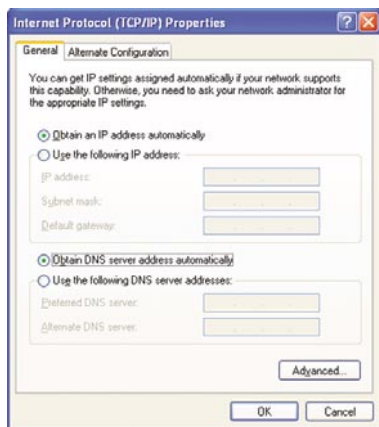 Internet Protocol (TCP/IP) Properties
General
Alternate Configuration
You can get IP settings assigned automatically if your network supports
this capability. Otherwise, you need to ask your network administrator for
the appropriate IP settings.
Obtain an IP address automatically
Use the following IP address:
IP address:
Subnet mask:
Default gateway:
Obtain DNS server address automatically
Use the following DNS server addresses:
Preferred DNS server:
Alternate DNS server:
Advanced...
OK
Cancel